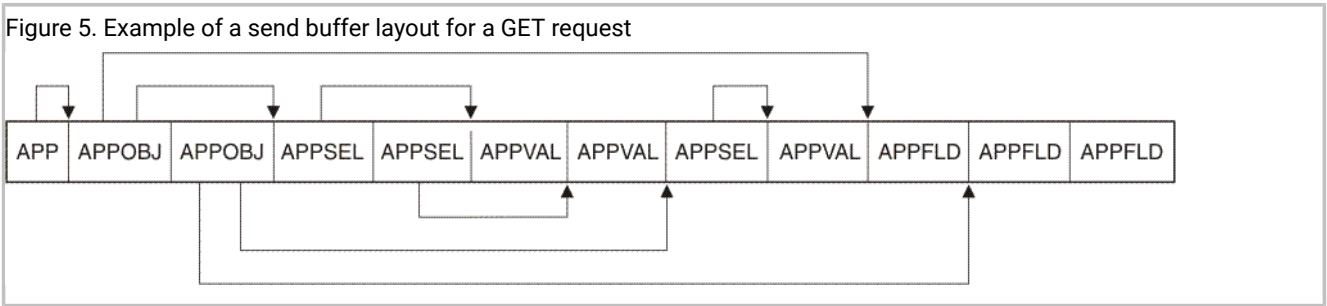 Figure 5. Example of a send buffer layout for a GET request
APP APPOBJ APPOBJ APPSEL APPSEL APPVAL APPVAL APPSEL APPVAL APPFLD APPFLD APPFLD